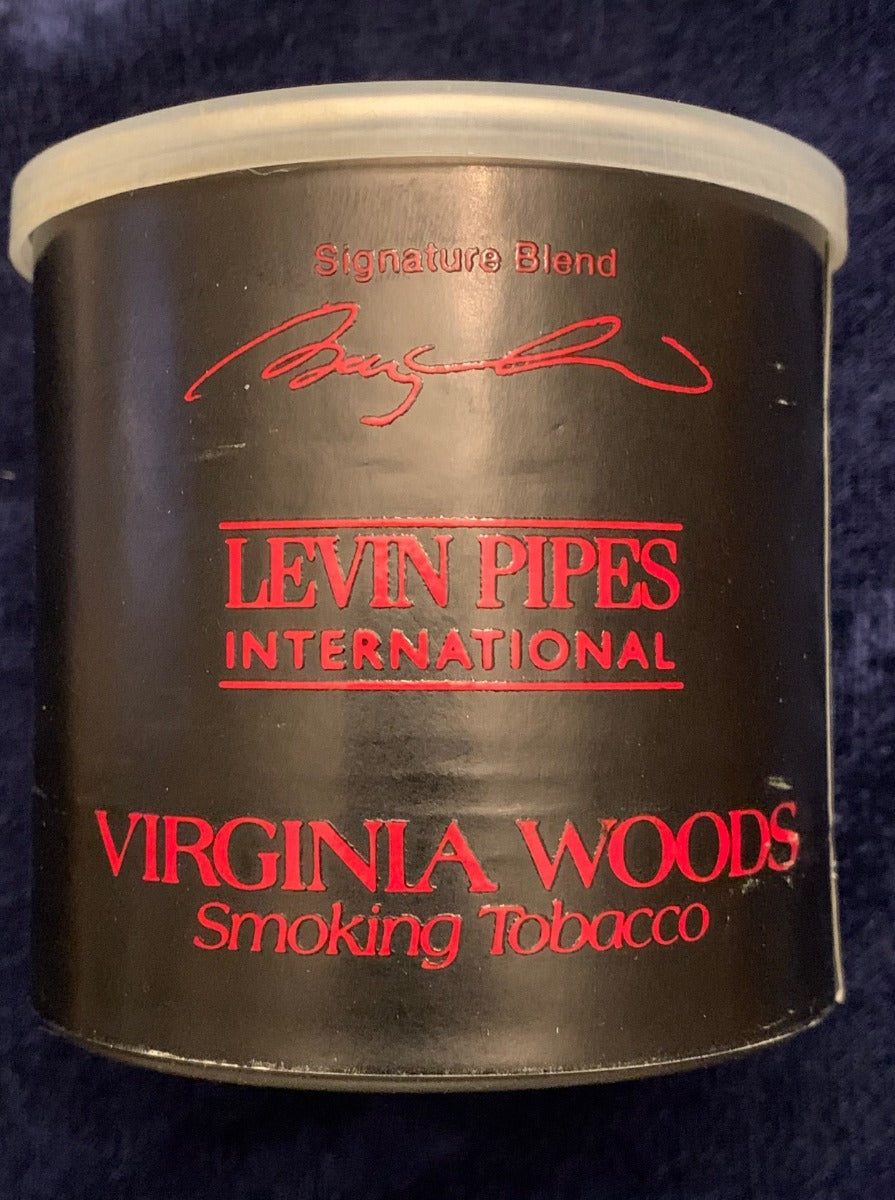 Signature Blend
LEVIN PIPES
INTERNATIONAL
VIRGINIA WOODS
Smoking Tobacco